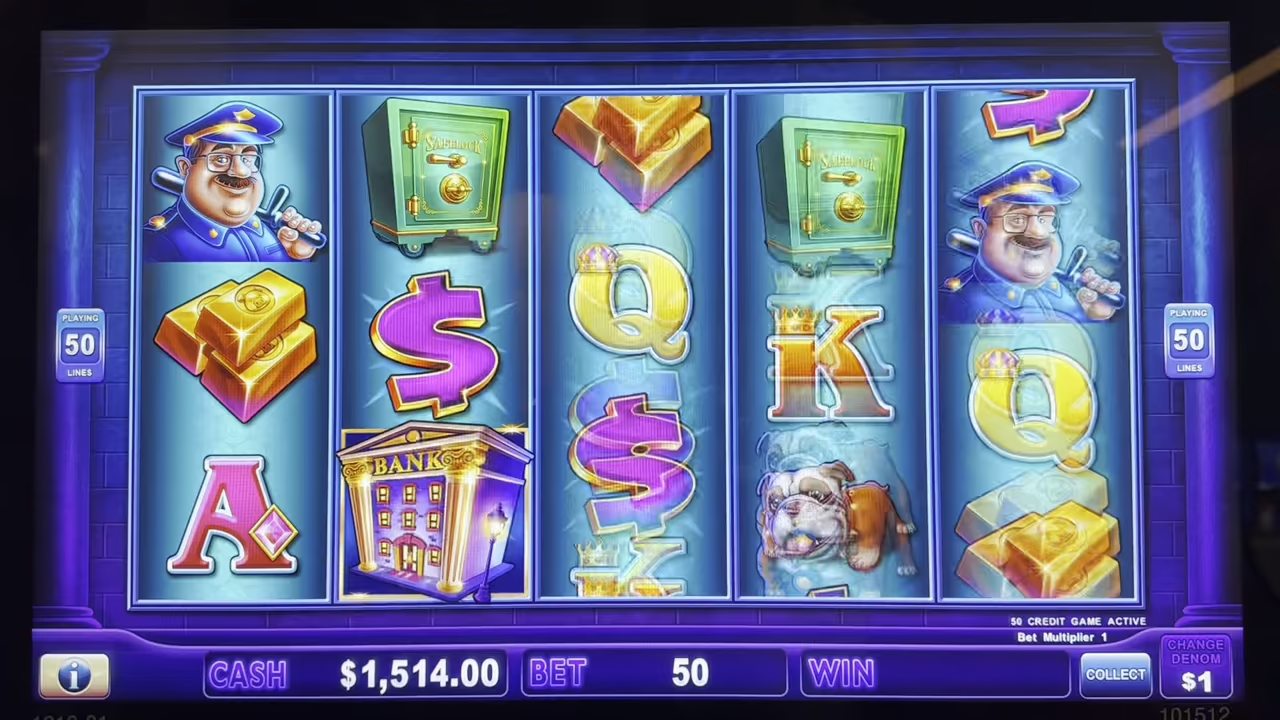 SAFELOCK
SAFELOCK
$
Q
K
A
BANK
$
Q
K
PLAYING
50
LINES
PLAYING
50
LINES
50 CREDIT GAME ACTIVE
Bet Multiplier 1
i
CASH $1,514.00
BET 50
WIN
COLLECT
CHANGE
DENOM
$1
101512